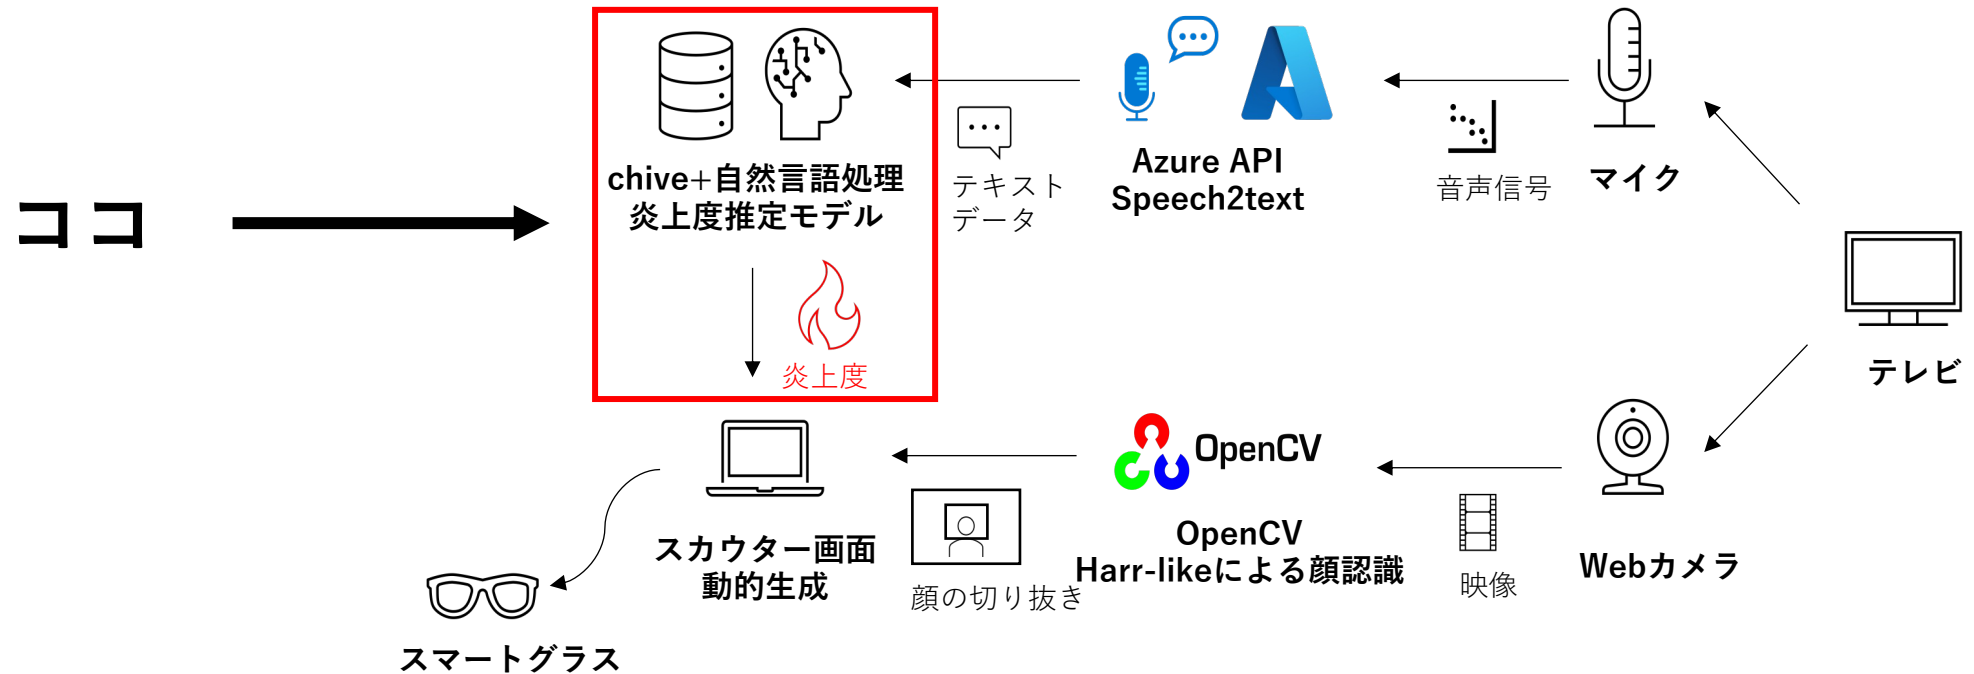 ココ
chive+自然言語処理
炎上度推定モデル
炎上度
テキスト
データ
Azure API
Speech2text
音声信号
マイク
テレビ
スカウター画面
動的生成
顔の切り抜き
OpenCV
OpenCV
Harr-likeによる顔認識
映像
Webカメラ
スマートグラス